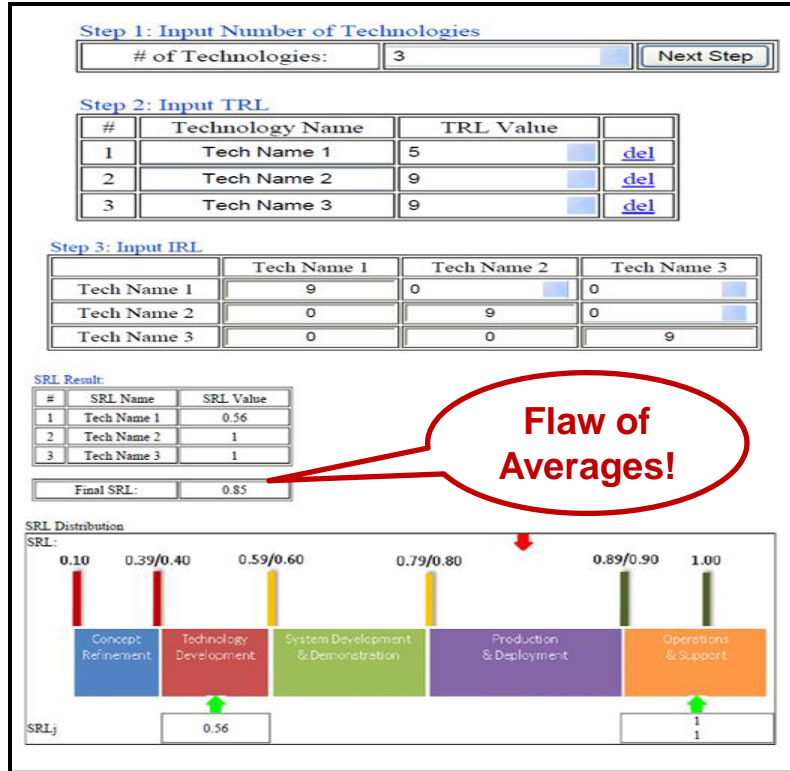 Step 1: Input Number of Technologies
# of Technologies: 3 Next Step
Step 2: Input TRL
# Technology Name TRL Value
1 Tech Name 1 5 del
2 Tech Name 2 9 del
3 Tech Name 3 9 del
Step 3: Input IRL
Tech Name 1 Tech Name 2 Tech Name 3
Tech Name 1 9 0 0
Tech Name 2 0 9 0
Tech Name 3 0 0 9
SRL Result:
# SRL Name SRL Value
1 Tech Name 1 0.56
2 Tech Name 2 1
3 Tech Name 3 1
Final SRL: 0.85
Flaw of
Averages!
SRL Distribution
SRL:
0.10 0.39/0.40 0.59/0.60 0.79/0.80 0.89/0.90 1.00
Concept Technology System Development Production Operations
Refinement Development & Demonstration & Deployment & Support
SRLj 0.56 1
1